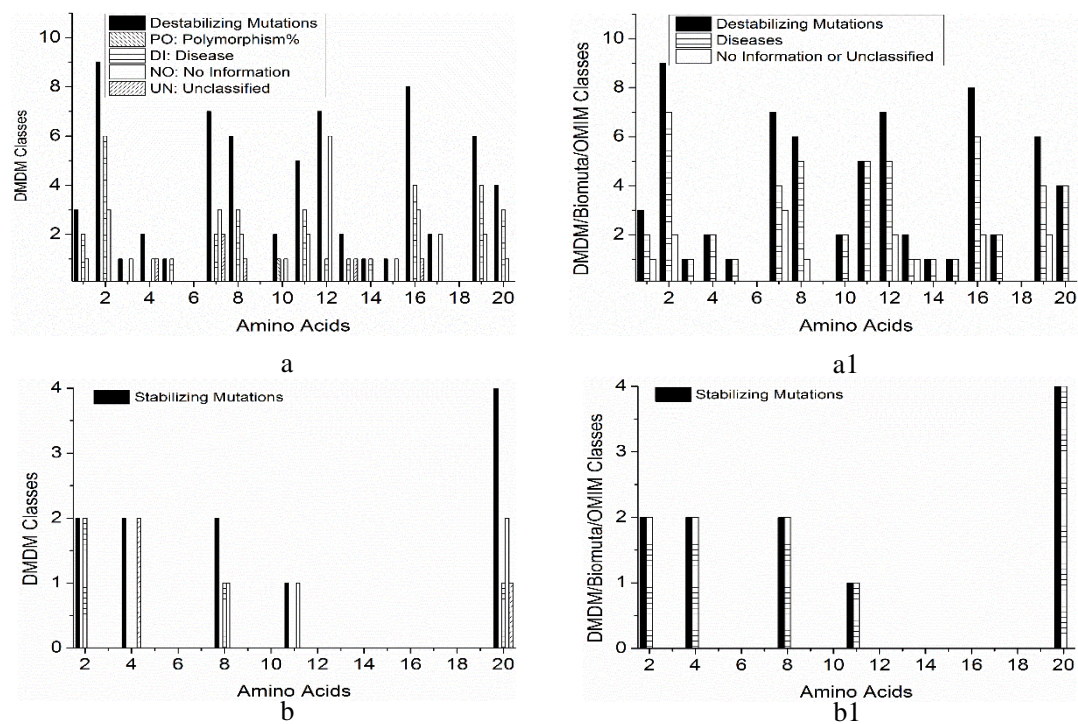 Destabilizing Mutations
PO: Polymorphism%
DI: Disease
NO: No Information
UN: Unclassified
DMDM Classes
10
8
6
4
2
2 4 6 8 10 12 14 16 18 20
Amino Acids
a
Destabilizing Mutations
Diseases
No Information or Unclassified
DMDM/Biomuta/OMIM Classes
10
8
6
4
2
2 4 6 8 10 12 14 16 18 20
Amino Acids
a1
Stabilizing Mutations
DMDM Classes
4
3
2
1
0
2 4 6 8 10 12 14 16 18 20
Amino Acids
b
Stabilizing Mutations
DMDM/Biomuta/OMIM Classes
4
3
2
1
0
2 4 6 8 10 12 14 16 18 20
Amino Acids
b1